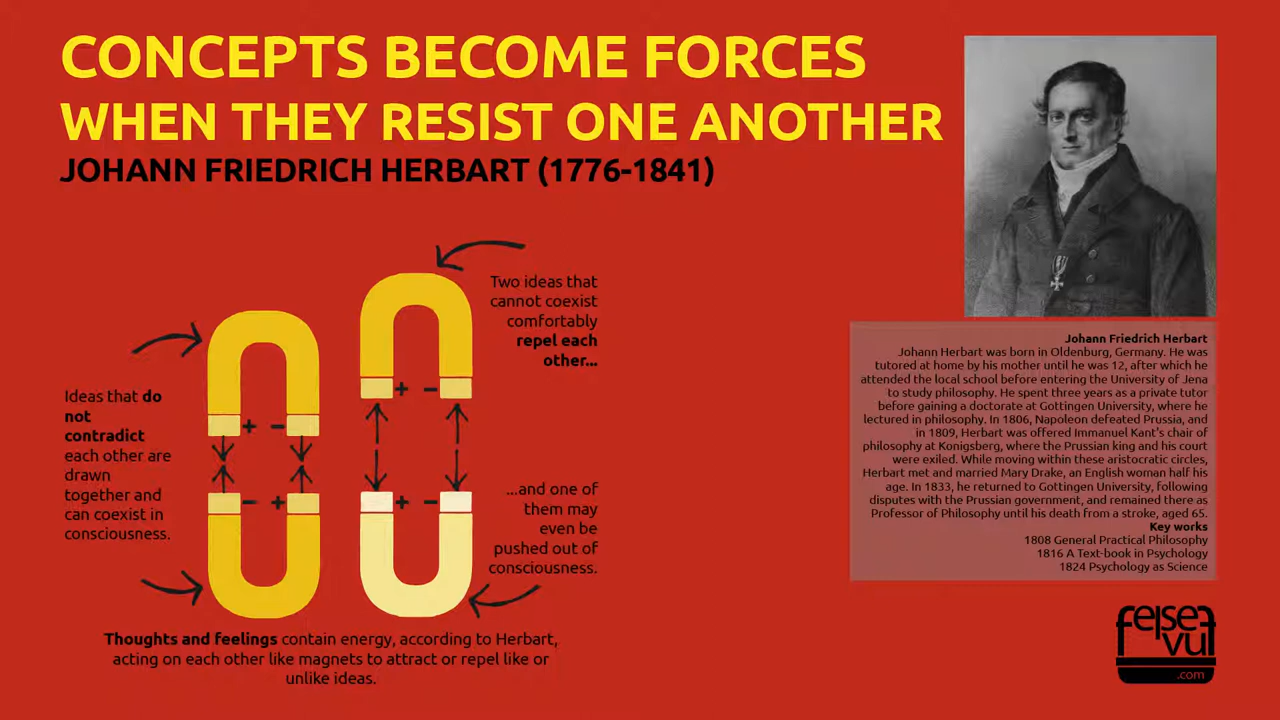 CONCEPTS BECOME FORCES
WHEN THEY RESIST ONE ANOTHER
JOHANN FRIEDRICH HERBART (1776-1841)
Two ideas that
cannot coexist
comfortably
repel each
other...
+ -
Ideas that do
not
contradict
each other are
drawn
together and
can coexist in
consciousness.
+ -
- +
+ -
...and one of
them may
even be
pushed out of
consciousness.
Thoughts and feelings contain energy, according to Herbart,
acting on each other like magnets to attract or repel like or
unlike ideas.
Johann Friedrich Herbart
Johann Herbart was born in Oldenburg, Germany. He was
tutored at home by his mother until he was 12, after which he
attended the local school before entering the University of Jena
to study philosophy. He spent three years as a private tutor
before gaining a doctorate at Gottingen University, where he
lectured in philosophy. In 1806, Napoleon defeated Prussia, and
in 1809, Herbart was offered Immanuel Kant's chair of
philosophy at Konigsberg, where the Prussian king and his court
were exiled. While moving within these aristocratic circles,
Herbart met and married Mary Drake, an English woman half his
age. In 1833, he returned to Gottingen University, following
disputes with the Prussian government, and remained there as
Professor of Philosophy until his death from a stroke, aged 65.
Key works
1808 General Practical Philosophy
1816 A Text-book in Psychology
1824 Psychology as Science
.com